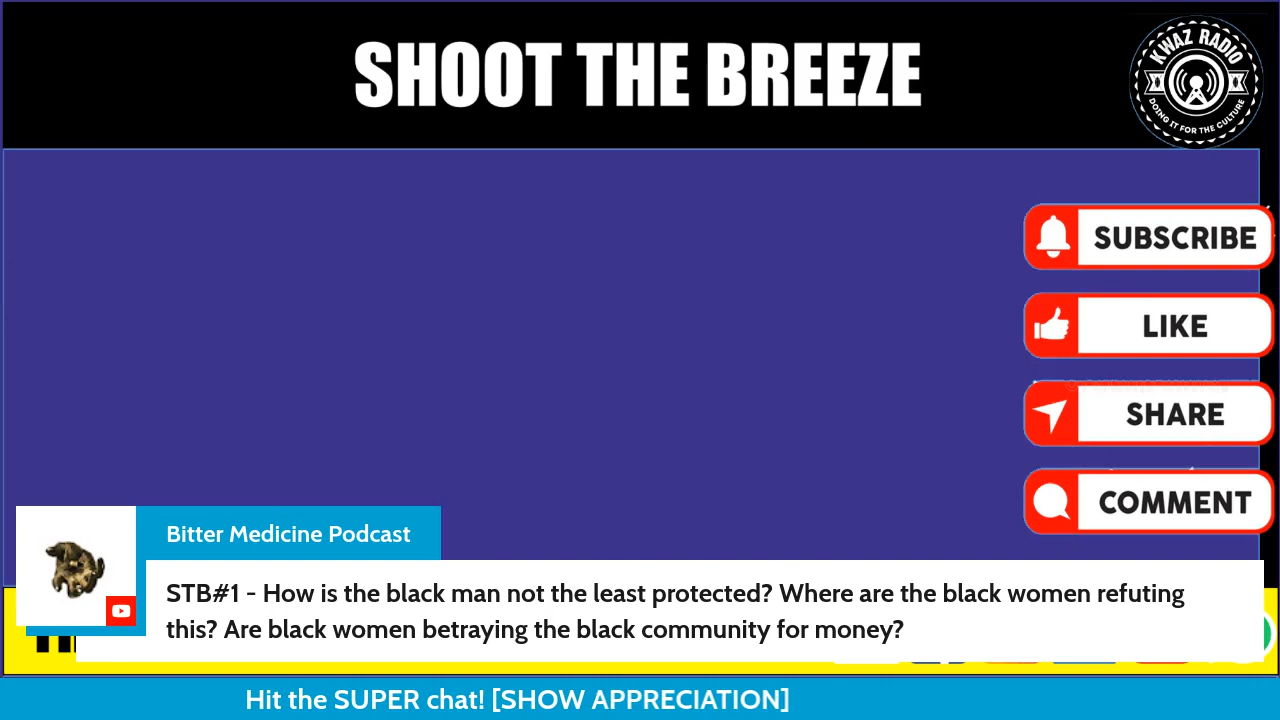 SHOOT THE BREEZE
KWAZ RADIO
DOING IT FOR THE CULTURE
SUBSCRIBE
LIKE
SHARE
COMMENT
Bitter Medicine Podcast
STB#1 - How is the black man not the least protected? Where are the black women refuting
this? Are black women betraying the black community for money?
Hit the SUPER chat! [SHOW APPRECIATION]